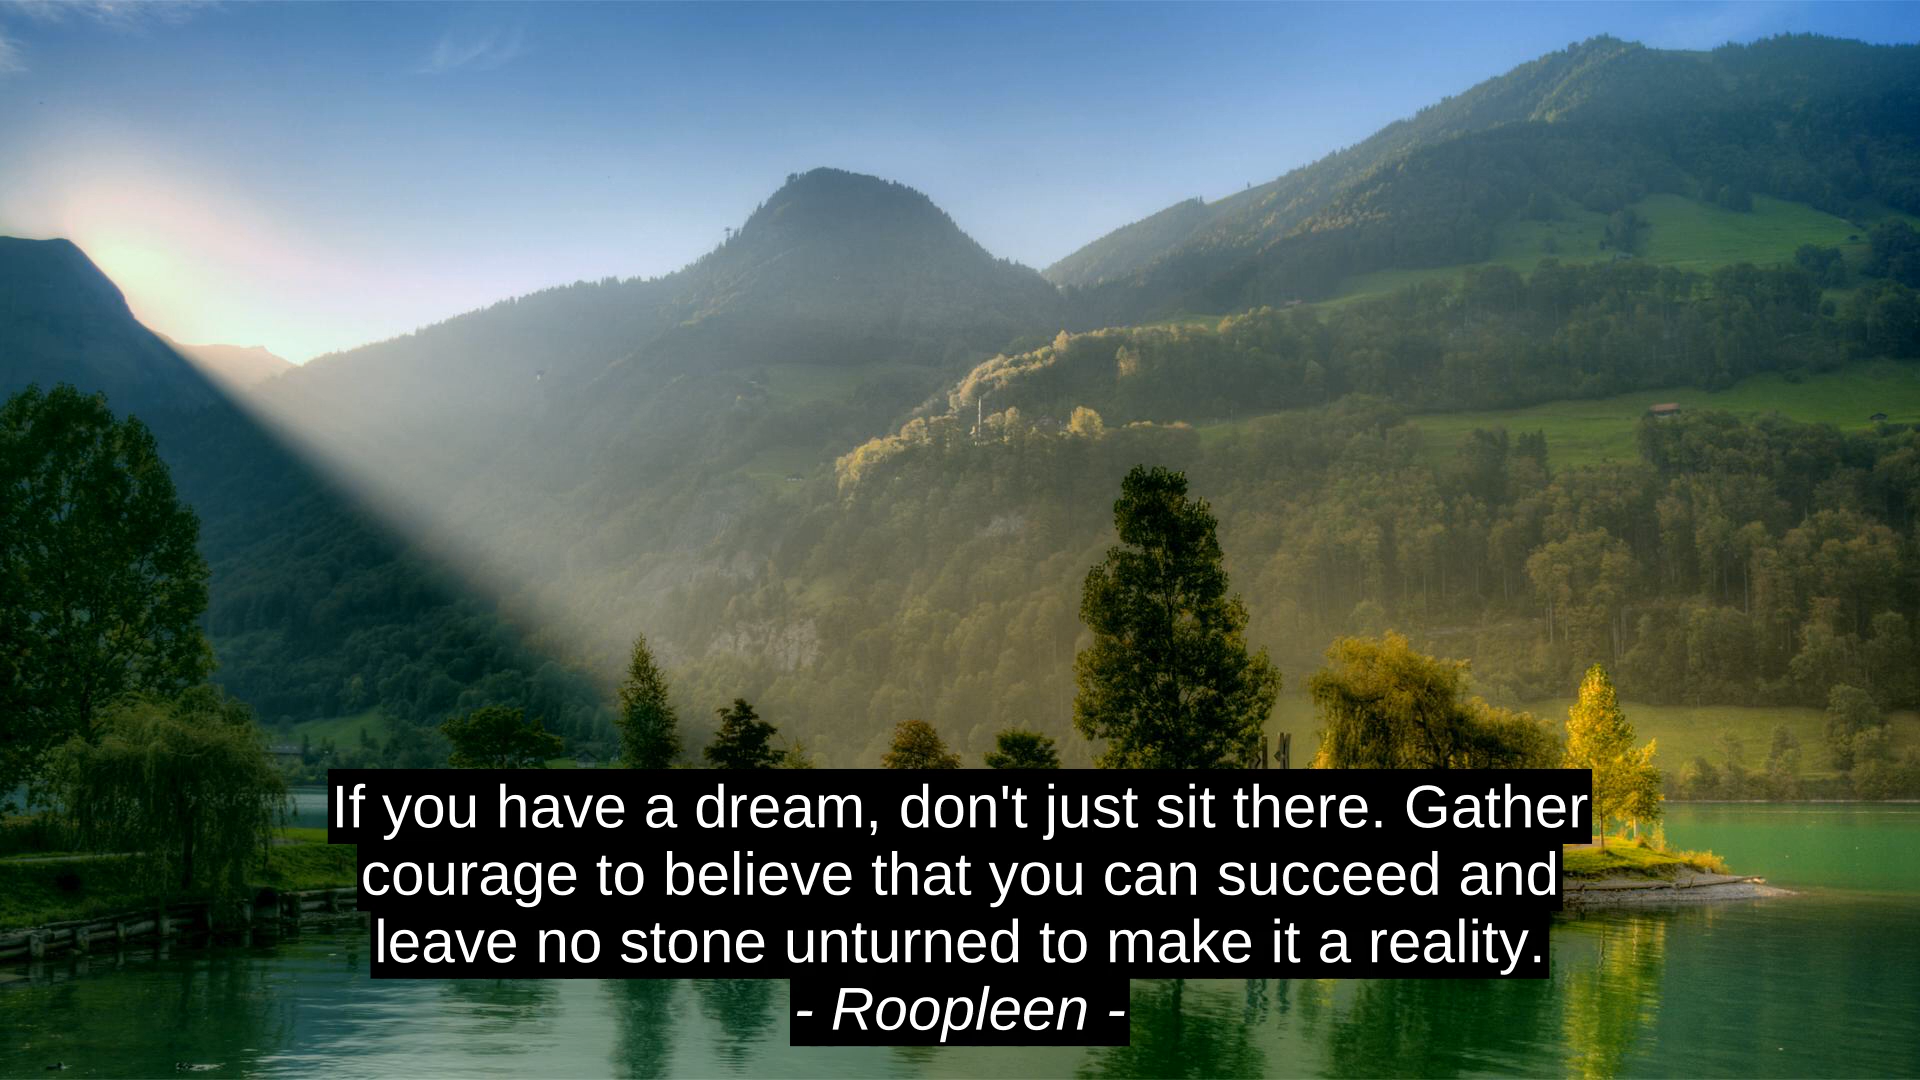 If you have a dream, don't just sit there. Gather
courage to believe that you can succeed and
leave no stone unturned to make it a reality.
- Roopleen -